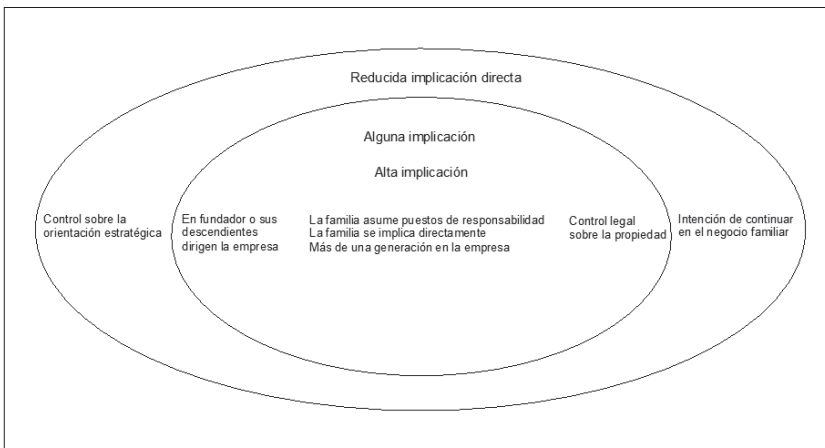 Reducida implicación directa
Alguna implicación
Alta implicación
Control sobre la
orientación estratégica
En fundador o sus
descendientes
dirigen la empresa
La familia asume puestos de responsabilidad
La familia se implica directamente
Más de una generación en la empresa
Control legal
sobre la propiedad
Intención de continuar
en el negocio familiar